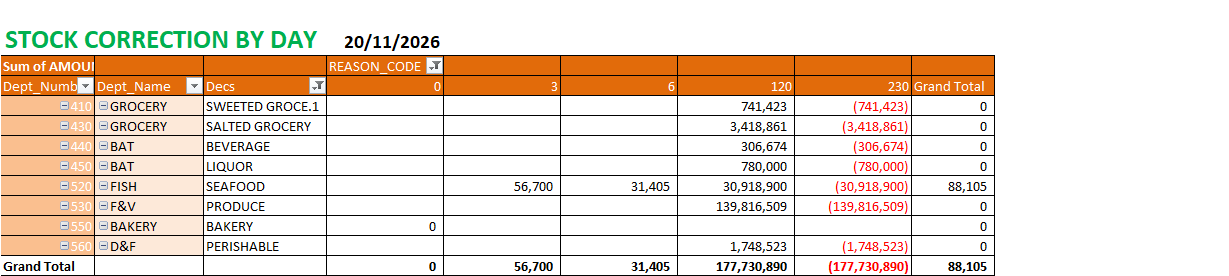 STOCK CORRECTION BY DAY 20/11/2026
Sum of AMOU REASON_CODE
Dept_Numb Dept_Name Decs 0 3 6 120 230 Grand Total
410 GROCERY SWEETED GROCE.1 741,423 (741,423) 0
430 GROCERY SALTED GROCERY 3,418,861 (3,418,861) 0
440 BAT BEVERAGE 306,674 (306,674) 0
450 BAT LIQUOR 780,000 (780,000) 0
520 FISH SEAFOOD 56,700 31,405 30,918,900 (30,918,900) 88,105
530 F&V PRODUCE 139,816,509 (139,816,509) 0
550 BAKERY BAKERY 0 0
560 D&F PERISHABLE 1,748,523 (1,748,523) 0
Grand Total 0 56,700 31,405 177,730,890 (177,730,890) 88,105